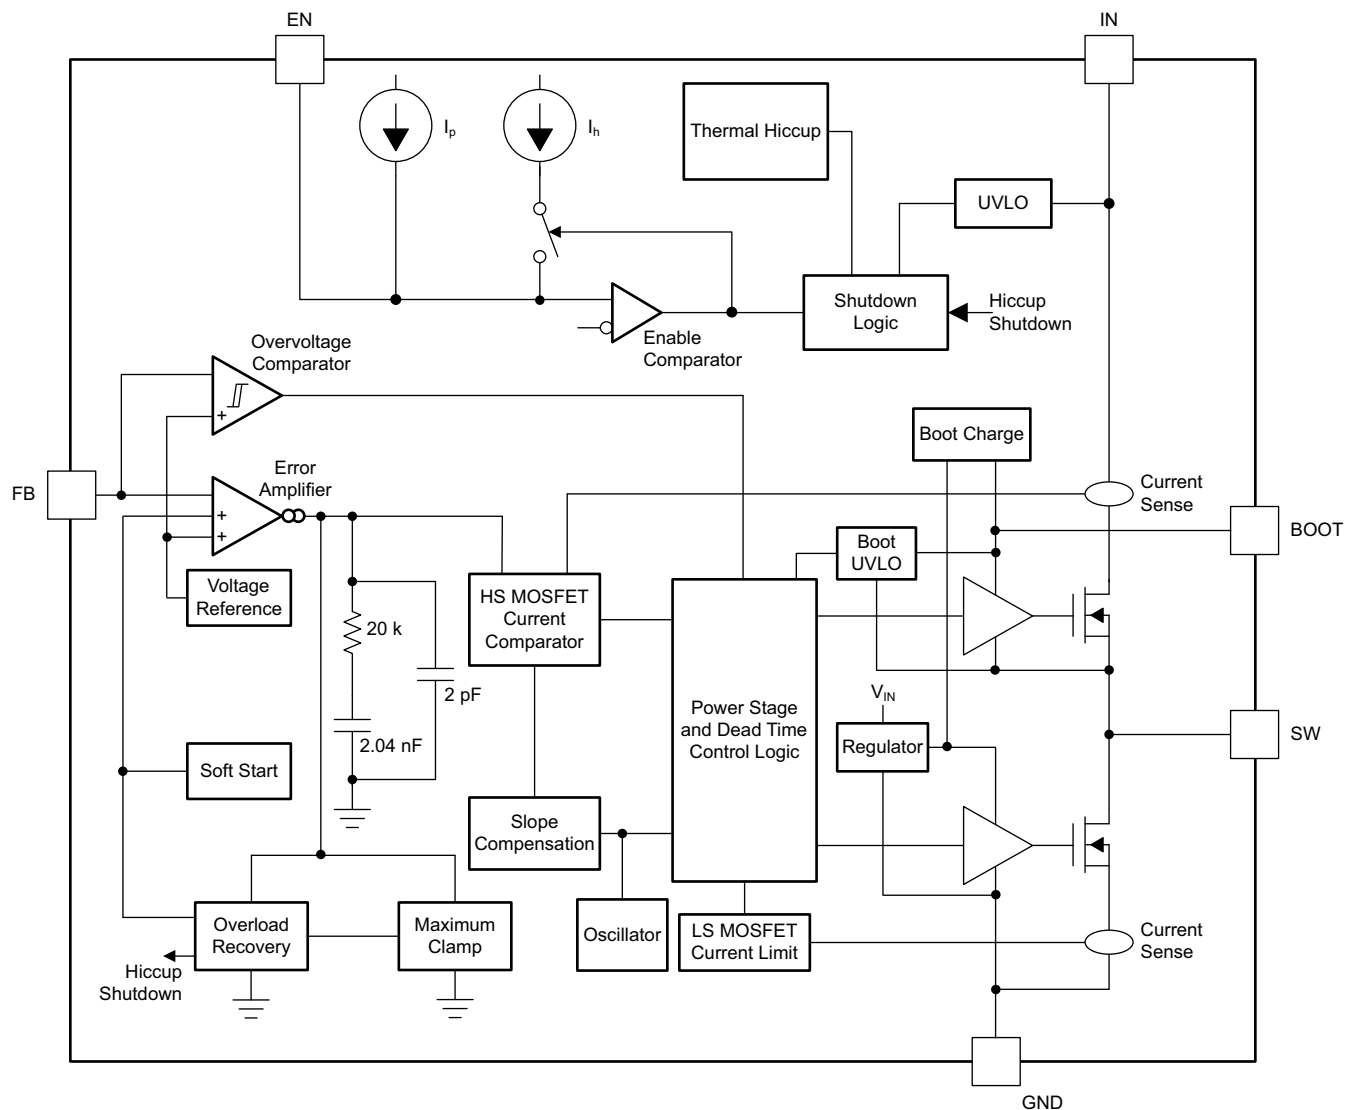 EN
IN
Ip
Ih
Thermal Hiccup
UVLO
Shutdown
Logic
Hiccup
Shutdown
Enable
Comparator
Overvoltage
Comparator
+
Boot Charge
Error
Amplifier
FB
+
+
Current
Sense
BOOT
Boot
UVLO
Voltage
Reference
HS MOSFET
Current
Comparator
20 k
2 pF
2.04 nF
VIN
Power Stage
and Dead Time
Control Logic
Regulator
SW
Soft Start
Slope
Compensation
Overload
Recovery
Maximum
Clamp
Oscillator
LS MOSFET
Current Limit
Current
Sense
Hiccup
Shutdown
GND